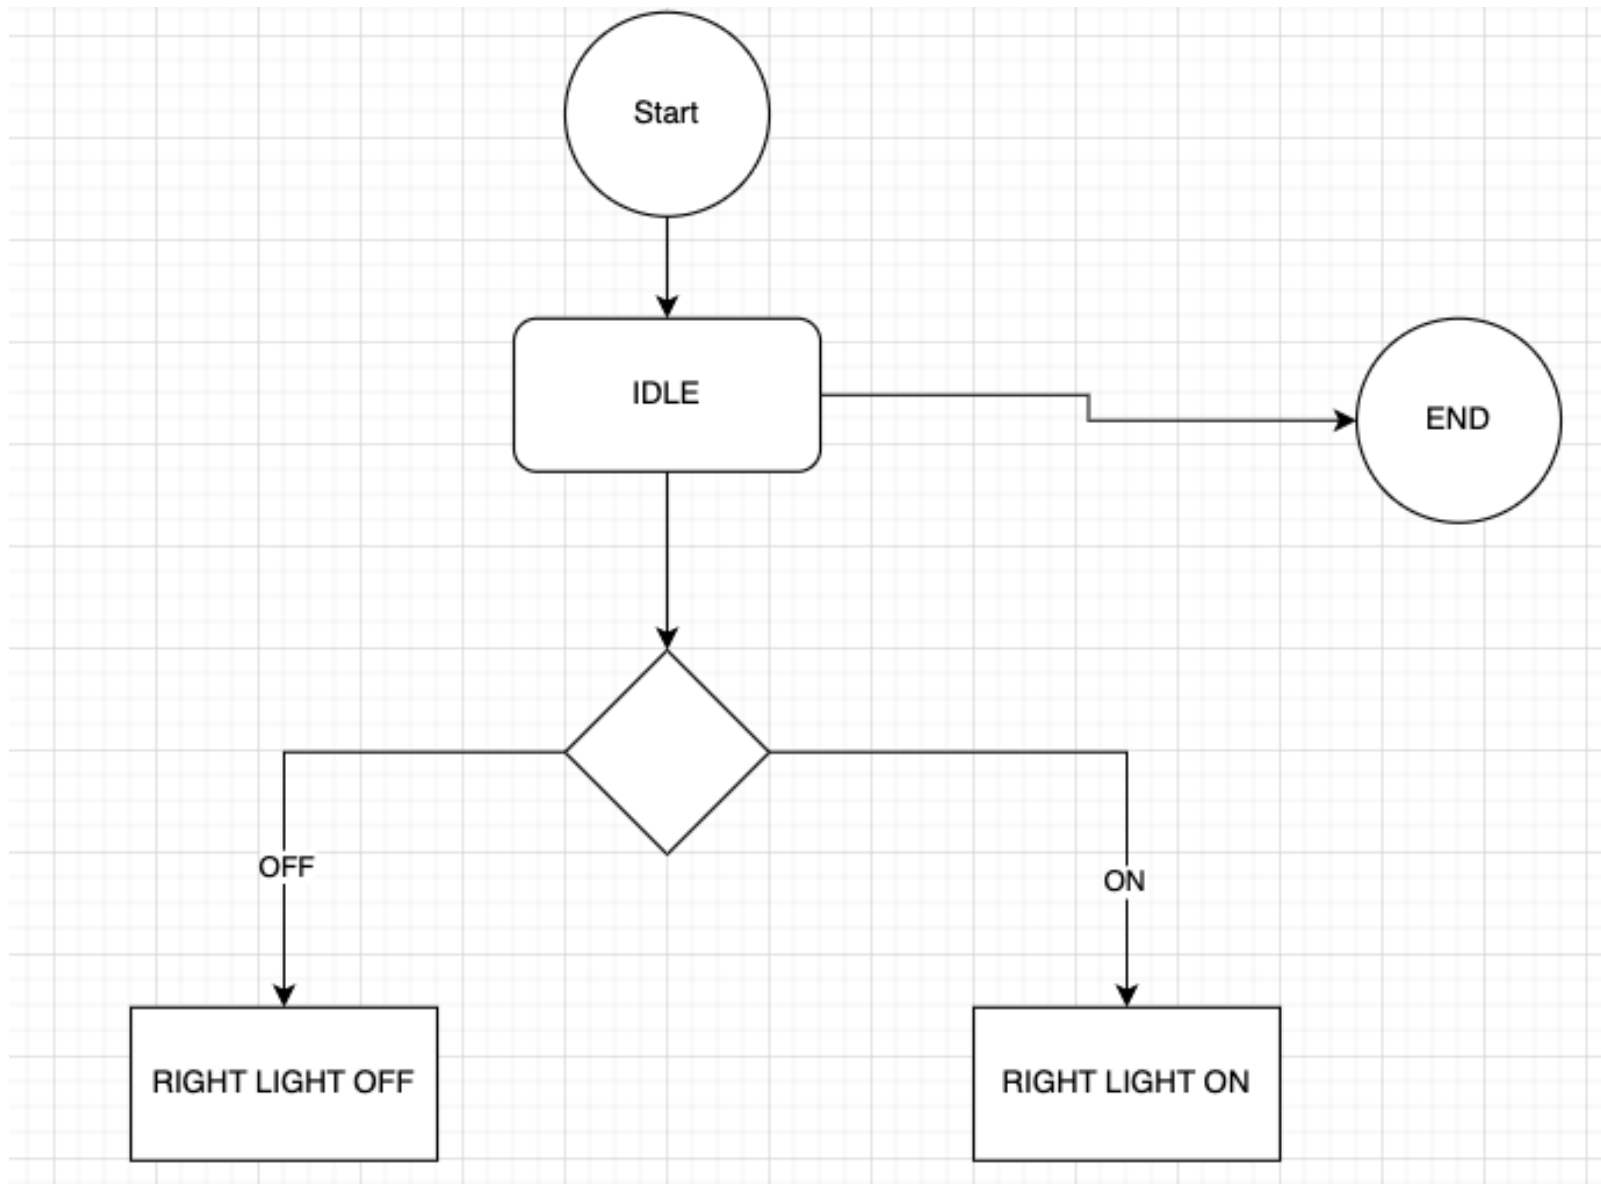 Start
IDLE
END
OFF
ON
RIGHT LIGHT OFF
RIGHT LIGHT ON